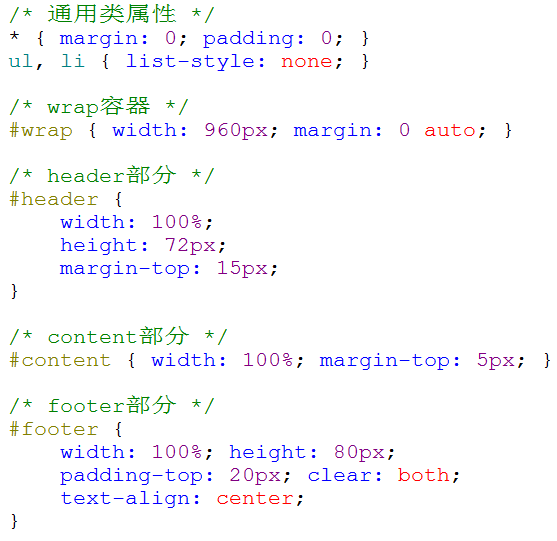 /* 通用类属性 */
* { margin: 0; padding: 0; }
ul, li { list-style: none; }
/* wrap容器 */
#wrap { width: 960px; margin: 0 auto; }
/* header部分 */
#header {
width: 100%;
height: 72px;
margin-top: 15px;
}
/* content部分 */
#content { width: 100%; margin-top: 5px; }
/* footer部分 */
#footer {
width: 100%; height: 80px;
padding-top: 20px; clear: both;
text-align: center;
}